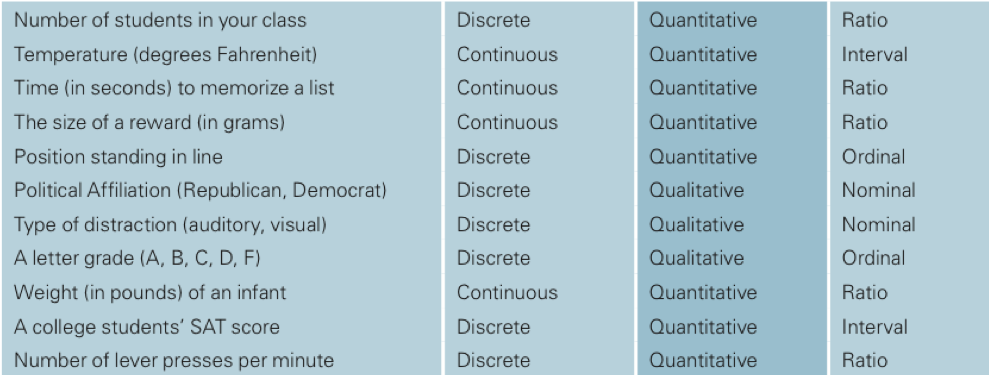 Number of students in your class Discrete Quantitative Ratio
Temperature (degrees Fahrenheit) Continuous Quantitative Interval
Time (in seconds) to memorize a list Continuous Quantitative Ratio
The size of a reward (in grams) Continuous Quantitative Ratio
Position standing in line Discrete Quantitative Ordinal
Political Affiliation (Republican, Democrat) Discrete Qualitative Nominal
Type of distraction (auditory, visual) Discrete Qualitative Nominal
A letter grade (A, B, C, D, F) Discrete Qualitative Ordinal
Weight (in pounds) of an infant Continuous Quantitative Ratio
A college students’ SAT score Discrete Quantitative Interval
Number of lever presses per minute Discrete Quantitative Ratio